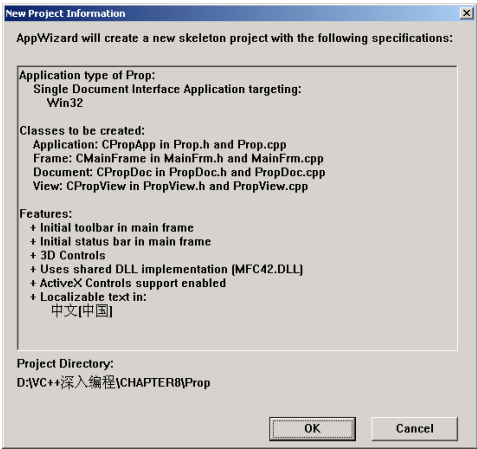 New Project Information
AppWizard will create a new skeleton project with the following specifications:
Application type of Prop:
Single Document Interface Application targeting:
Win32
Classes to be created:
Application: CPropApp in Prop.h and Prop.cpp
Frame: CMainFrame in MainFrm.h and MainFrm.cpp
Document: CPropDoc in PropDoc.h and PropDoc.cpp
View: CPropView in PropView.h and PropView.cpp
Features:
+ Initial toolbar in main frame
+ Initial status bar in main frame
+ 3D Controls
+ Uses shared DLL implementation (MFC42.DLL)
+ ActiveX Controls support enabled
+ Localizable text in:
中文[中国]
Project Directory:
D:\VC++深入编程\CHAPTER8\Prop
OK Cancel